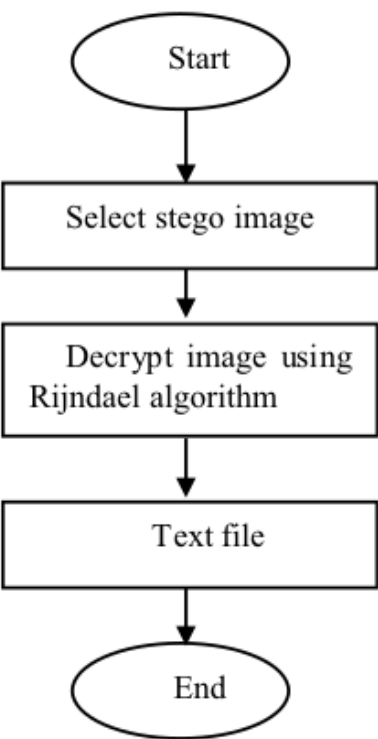 Start
Select stego image
Decrypt image using
Rijndael algorithm
Text file
End